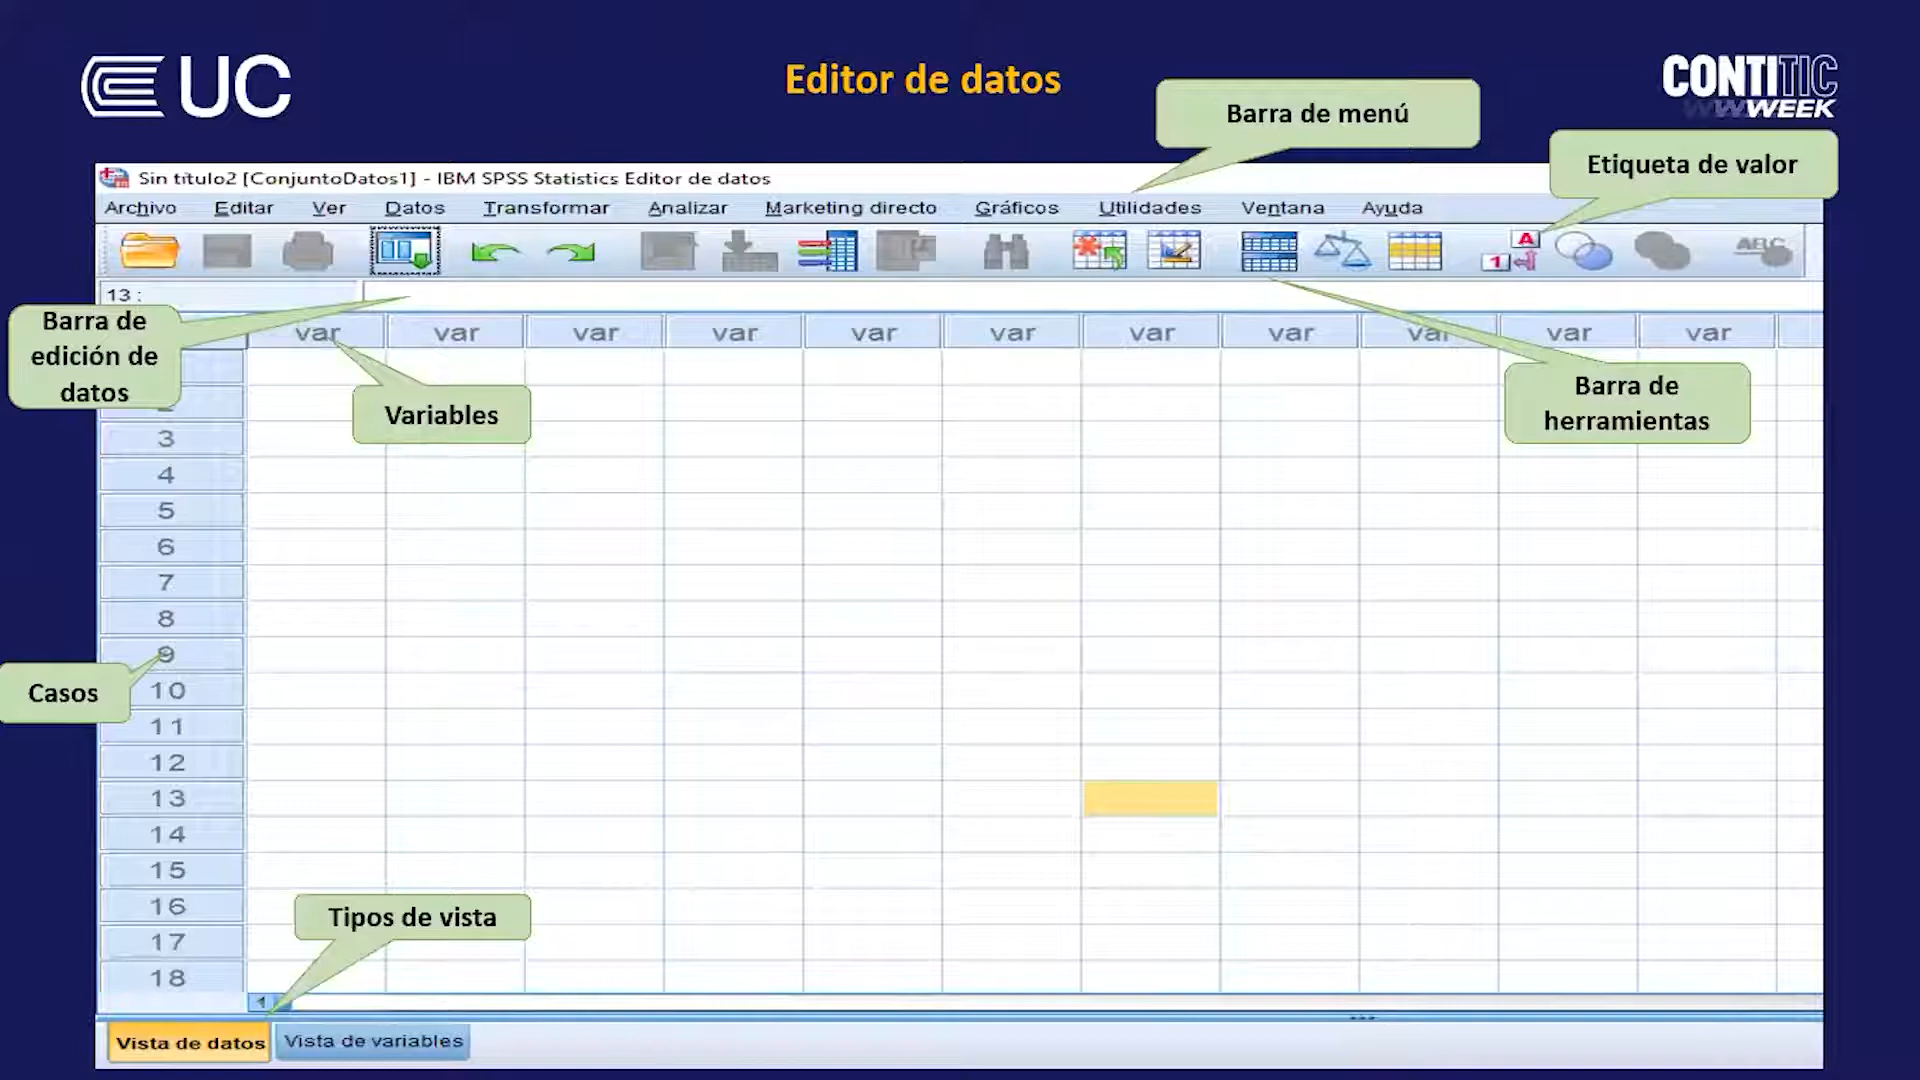 UC
Editor de datos
CONTITIC
WEEK
Barra de menú
Etiqueta de valor
Sin título2 [ConjuntoDatos1] - IBM SPSS Statistics Editor de datos
Archivo Editar Ver Datos Transformar Analizar Marketing directo Gráficos Utilidades Ventana Ayuda
A
1
ABC
13 :
Barra de
edición de
datos
var var var var var var var var var var var
Variables
Barra de
herramientas
3
4
5
6
7
8
9
Casos
10
11
12
13
14
15
16
Tipos de vista
17
18
Vista de datos Vista de variables